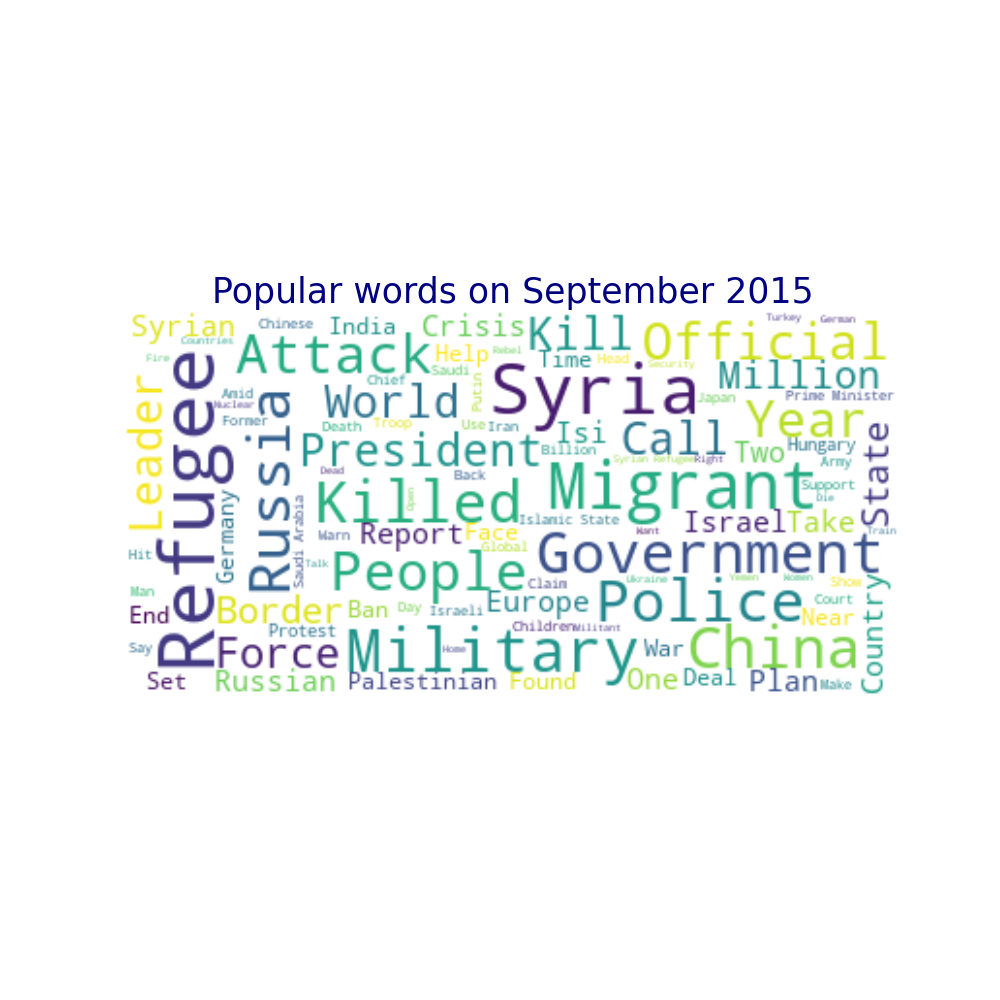 Popular words on September 2015
Syrian
Chinese
India
Crisis
Kill
Official
Turkey
German
Fire
Countries
Attack
Help
Rebel
Time
Head
Security
Million
Saudi
Chief
Putin
Syria
Japan
Prime Minister
Leader
Refugee
Amid
Nuclear
Former
Russia
World
Death
Troop
Use
Iran
Isi
Call
Year
President
Billion
Two
Hungary
State
Syrian Refugee
Right
Army
Dead
Back
Migrant
Support
Die
Germany
Saudi Arabia
Killed
Open
Islamic State
Want
Israel
Take
Train
Warn
Report
Face
Global
Government
Hit
Talk
People
Claim
Ukraine
Yemen
Women
Show
Man
End
Border
Ban
Day
Israeli
Europe
Police
Court
Near
Country
Say
Protest
Children
Militant
Force
Military
Home
War
China
Set
Russian
Palestinian
Found
One
Deal
Plan
Make